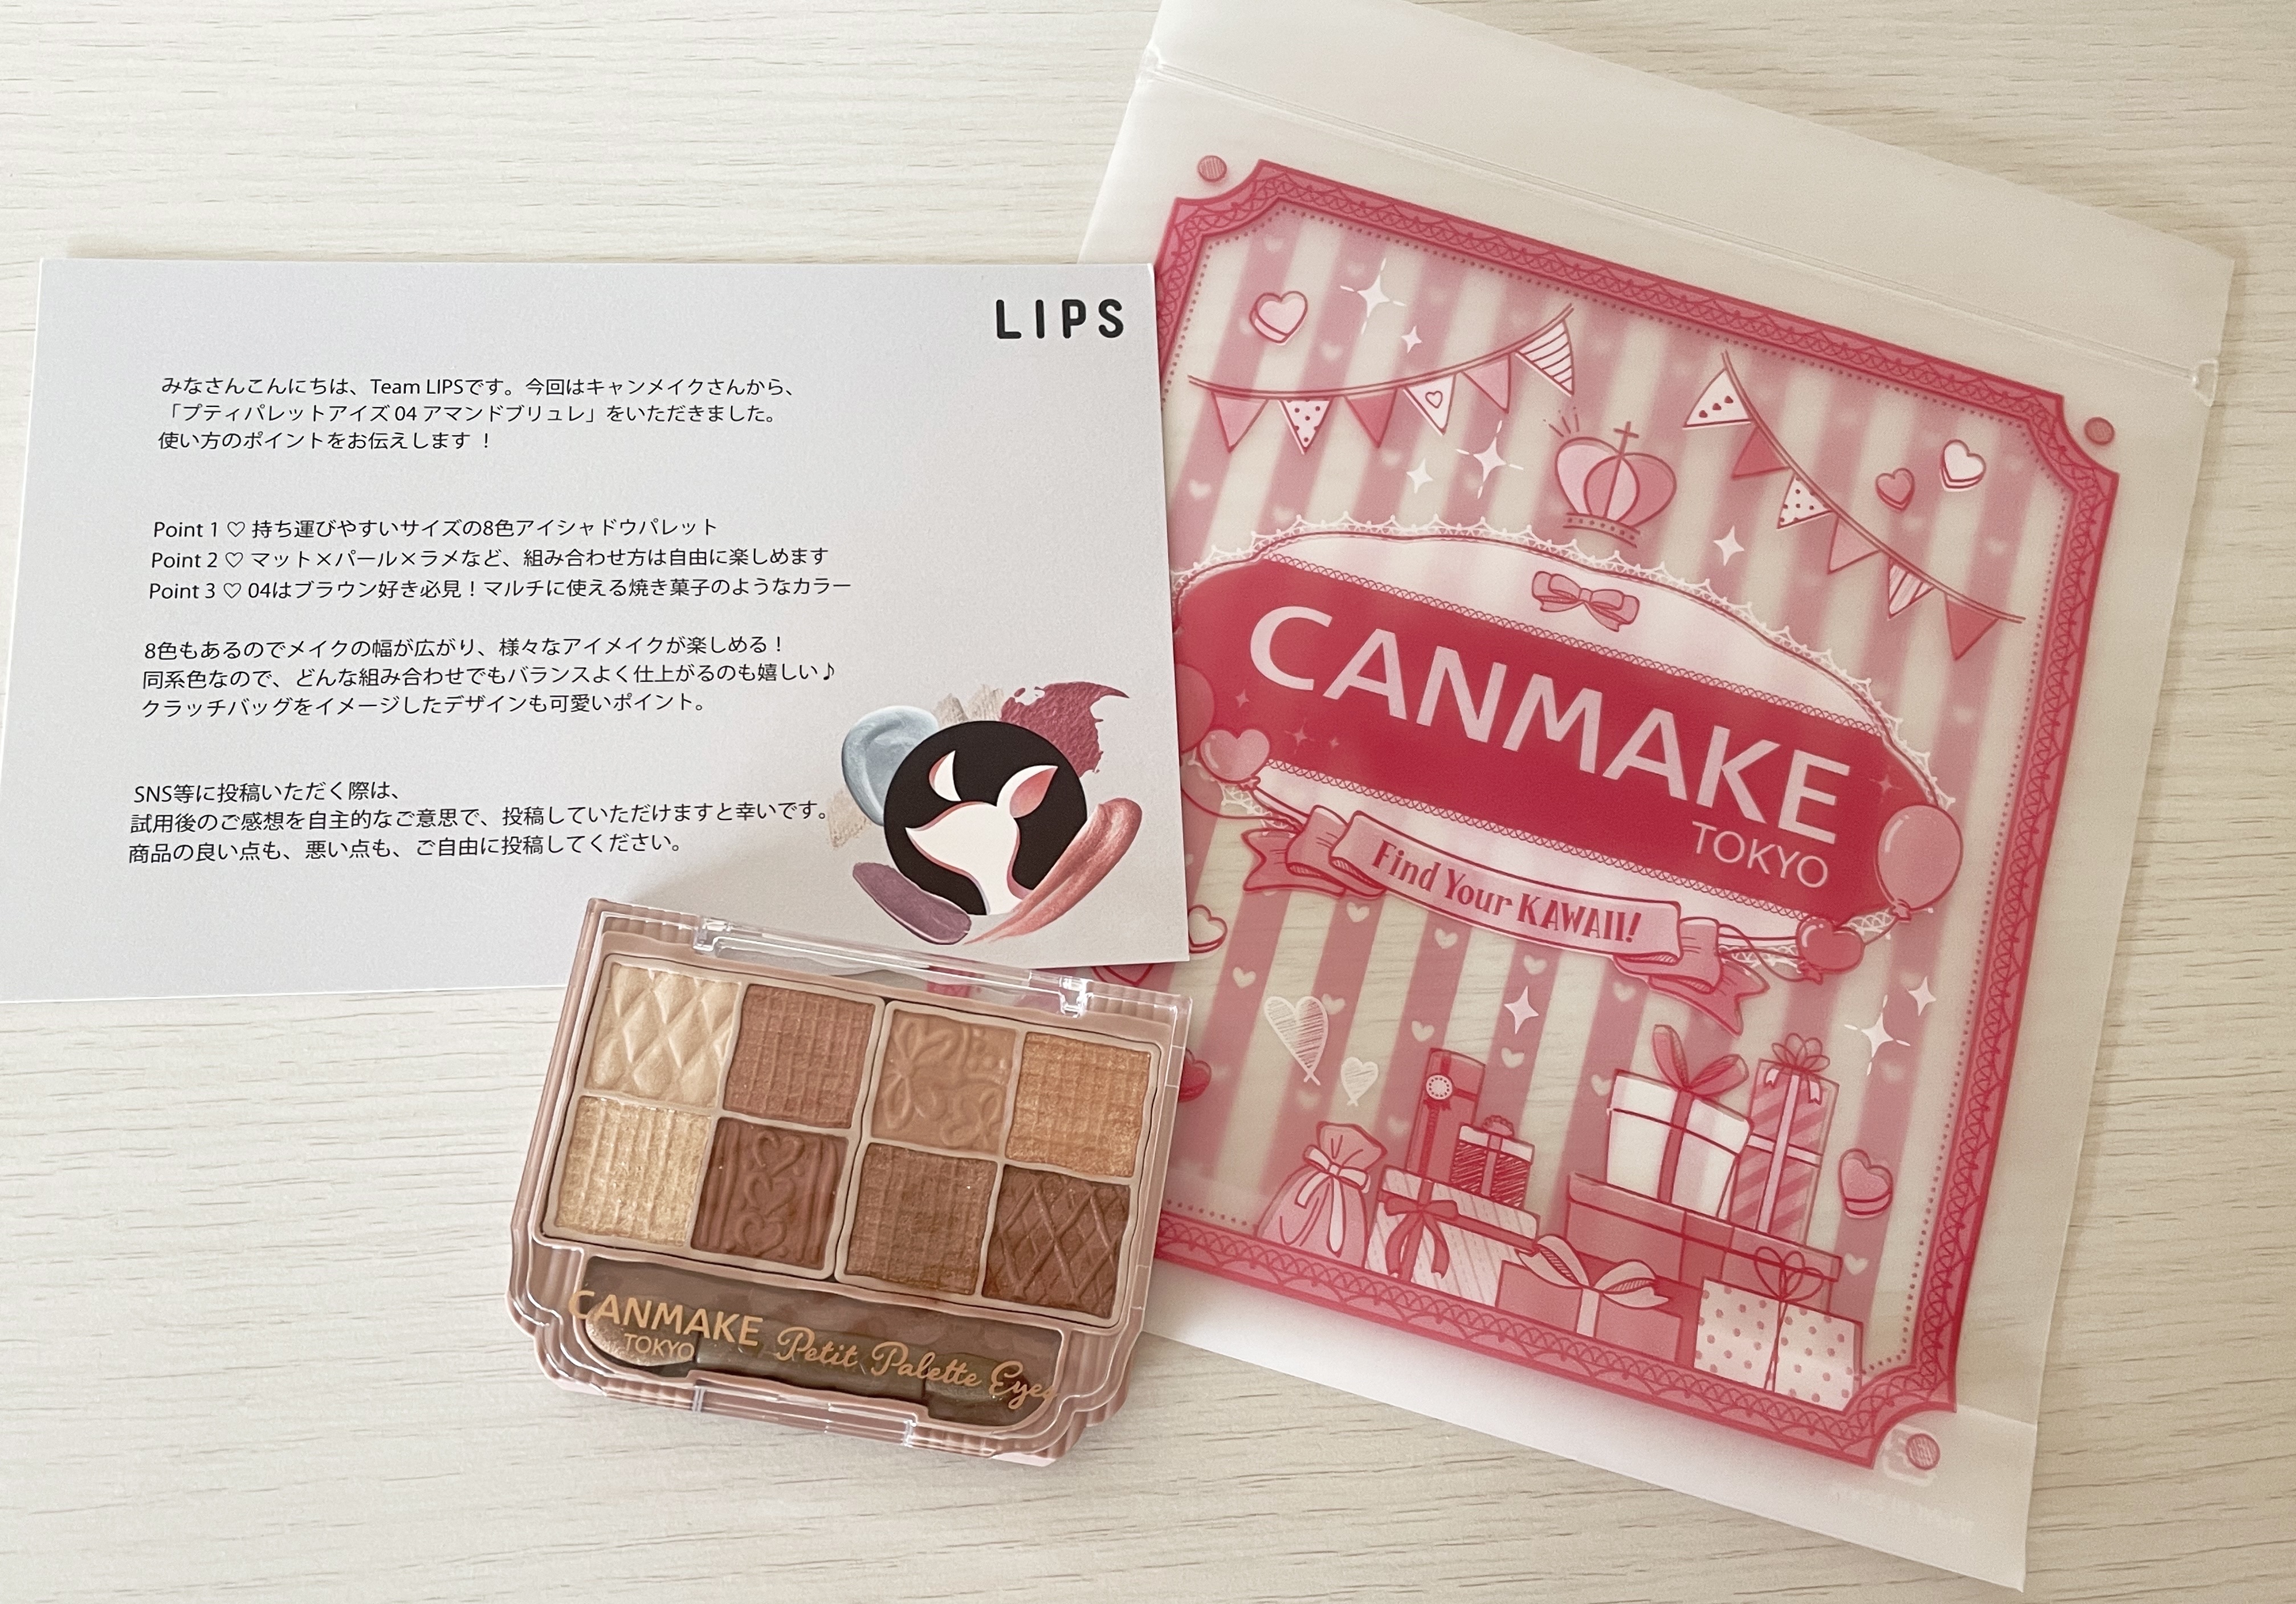 LIPS
みなさんこんにちは、Team LIPSです。今回はキャンメイクさんから、
「プティパレットアイズ 04 アマンドブリュレ」をいただきました。
使い方のポイントをお伝えします ！
Point 1 ♡ 持ち運びやすいサイズの8色アイシャドウパレット
Point 2 ♡ マット×パール×ラメなど、組み合わせ方は自由に楽しめます
Point 3 ♡ 04はブラウン好き必見！マルチに使える焼き菓子のようなカラー
8色もあるのでメイクの幅が広がり、様々なアイメイクが楽しめる！
同系色なので、どんな組み合わせでもバランスよく仕上がるのも嬉しい♪
クラッチバッグをイメージしたデザインも可愛いポイント。
SNS等に投稿いただく際は、
試用後のご感想を自主的なご意思で、投稿していただけますと幸いです。
商品の良い点も、悪い点も、ご自由に投稿してください。
CANMAKE
TOKYO
Find Your KAWAII!
CANMAKE
TOKYO
Petit Palette Eyes